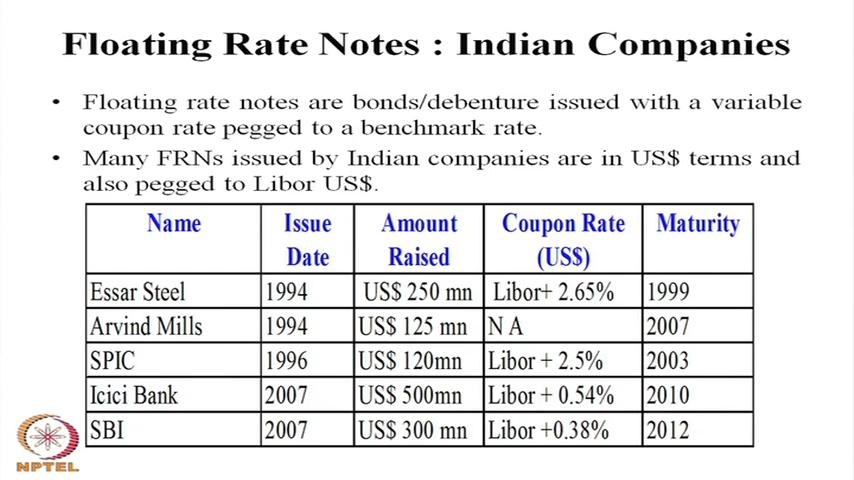 Floating Rate Notes : Indian Companies
• Floating rate notes are bonds/debenture issued with a variable
coupon rate pegged to a benchmark rate.
• Many FRNs issued by Indian companies are in US$ terms and
also pegged to Libor US$.
Name Issue Date Amount Raised Coupon Rate (US$) Maturity
Essar Steel 1994 US$ 250 mn Libor+ 2.65% 1999
Arvind Mills 1994 US$ 125 mn N A 2007
SPIC 1996 US$ 120mn Libor + 2.5% 2003
Icici Bank 2007 US$ 500mn Libor + 0.54% 2010
SBI 2007 US$ 300 mn Libor +0.38% 2012
NPTEL